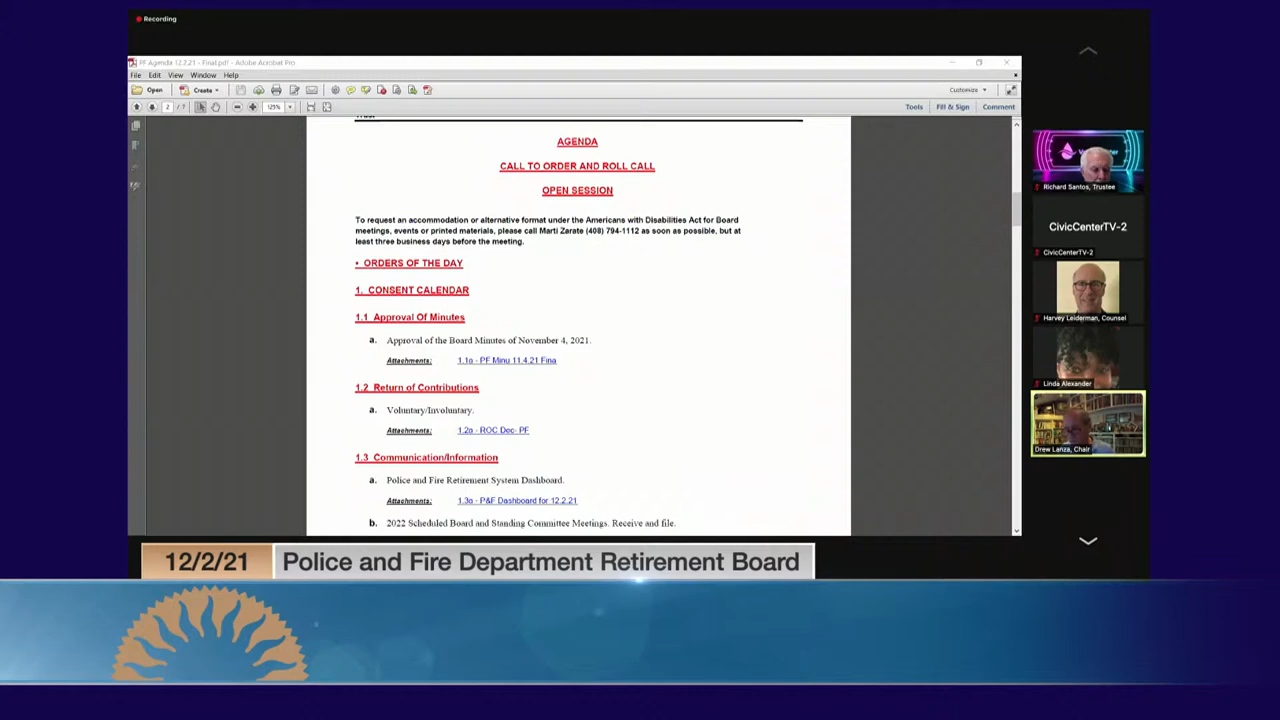 Recording
PF Agenda 12.2.21 - Final.pdf - Adobe Acrobat Pro
File Edit View Window Help
Open Create Customize
2 / 7 125% Tools Fill & Sign Comment
AGENDA
CALL TO ORDER AND ROLL CALL
OPEN SESSION
To request an accommodation or alternative format under the Americans with Disabilities Act for Board
meetings, events or printed materials, please call Marti Zarate (408) 794-1112 as soon as possible, but at
least three business days before the meeting.
• ORDERS OF THE DAY
1. CONSENT CALENDAR
1.1 Approval Of Minutes
a. Approval of the Board Minutes of November 4, 2021.
Attachments: 1.1a - PF Minu 11.4.21 Fina
1.2 Return of Contributions
a. Voluntary/Involuntary.
Attachments: 1.2a - ROC Dec- PF
1.3 Communication/Information
a. Police and Fire Retirement System Dashboard.
Attachments: 1.3a - P&F Dashboard for 12.2.21
b. 2022 Scheduled Board and Standing Committee Meetings. Receive and file.
Richard Santos, Trustee
CivicCenterTV-2
CivicCenterTV-2
Harvey Leiderman, Counsel
Linda Alexander
Drew Lanza, Chair
12/2/21 Police and Fire Department Retirement Board